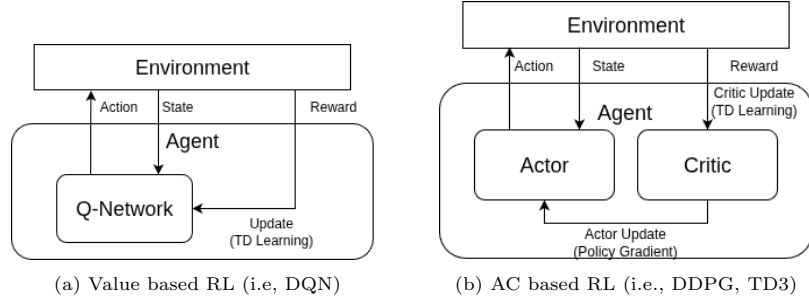 Environment
Action
State
Reward
Agent
Q-Network
Update
(TD Learning)
(a) Value based RL (i.e, DQN)
Environment
Action
State
Reward
Critic Update
(TD Learning)
Agent
Actor
Critic
Actor Update
(Policy Gradient)
(b) AC based RL (i.e., DDPG, TD3)